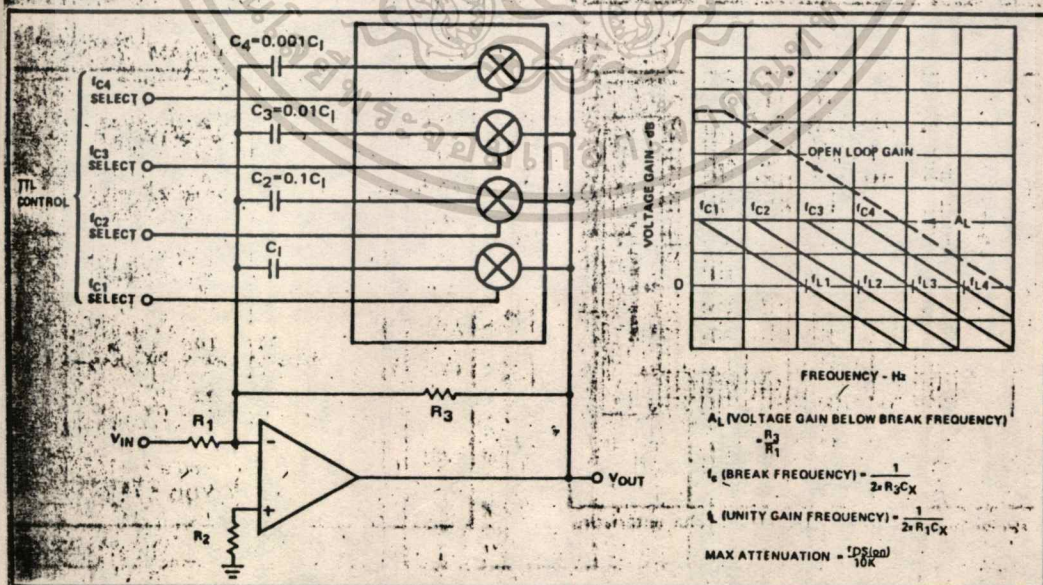 C4=0.001C1
fC4
SELECT
C3=0.01C1
fC3
SELECT
TTL
CONTROL
C2=0.1C1
fC2
SELECT
C1
fC1
SELECT
R3
R1
VIN
-
+
VOUT
R2
VOLTAGE GAIN - dB
OPEN LOOP GAIN
fC1 fC2 fC3 fC4
AL
0
fL1 fL2 fL3 fL4
FREQUENCY - Hz
AL (VOLTAGE GAIN BELOW BREAK FREQUENCY)
= R3/R1
fc (BREAK FREQUENCY) = 1/2π R3CX
fL (UNITY GAIN FREQUENCY) = 1/2π R1CX
MAX ATTENUATION = rDS(on)/10K